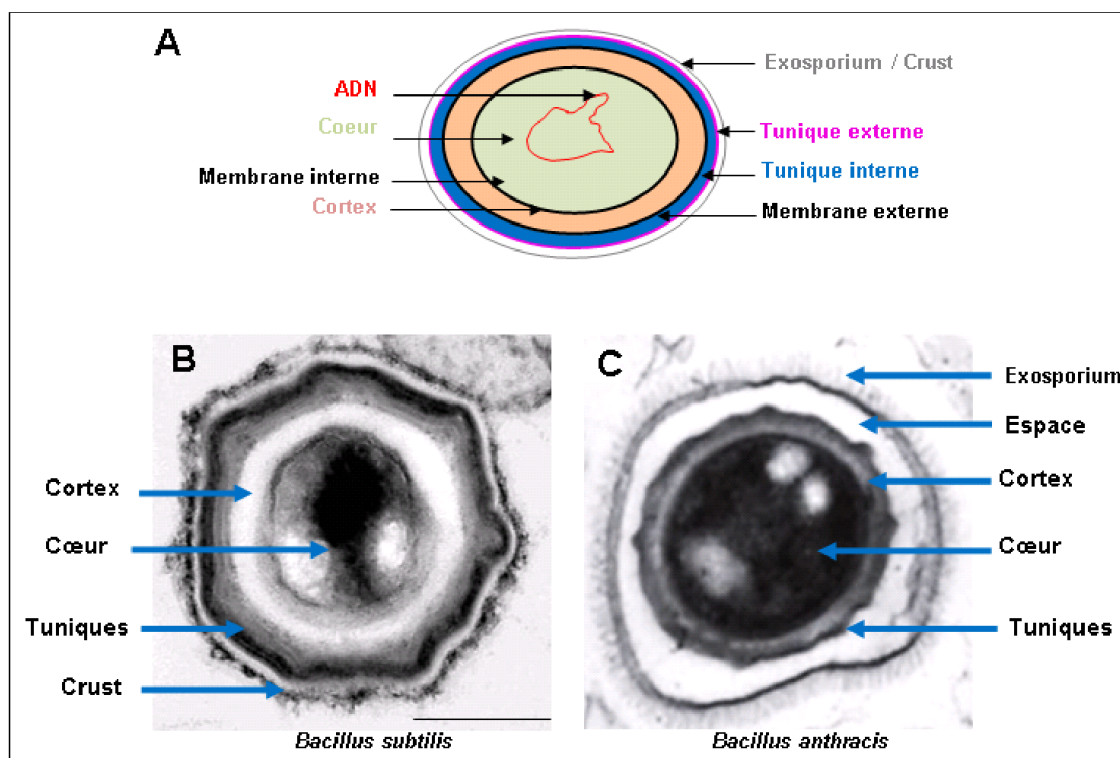 A
ADN
Coeur
Membrane interne
Cortex
Exosporium / Crust
Tunique externe
Tunique interne
Membrane externe
B
Cortex
Cœur
Tuniques
Crust
Bacillus subtilis
C
Exosporium
Espace
Cortex
Cœur
Tuniques
Bacillus anthracis